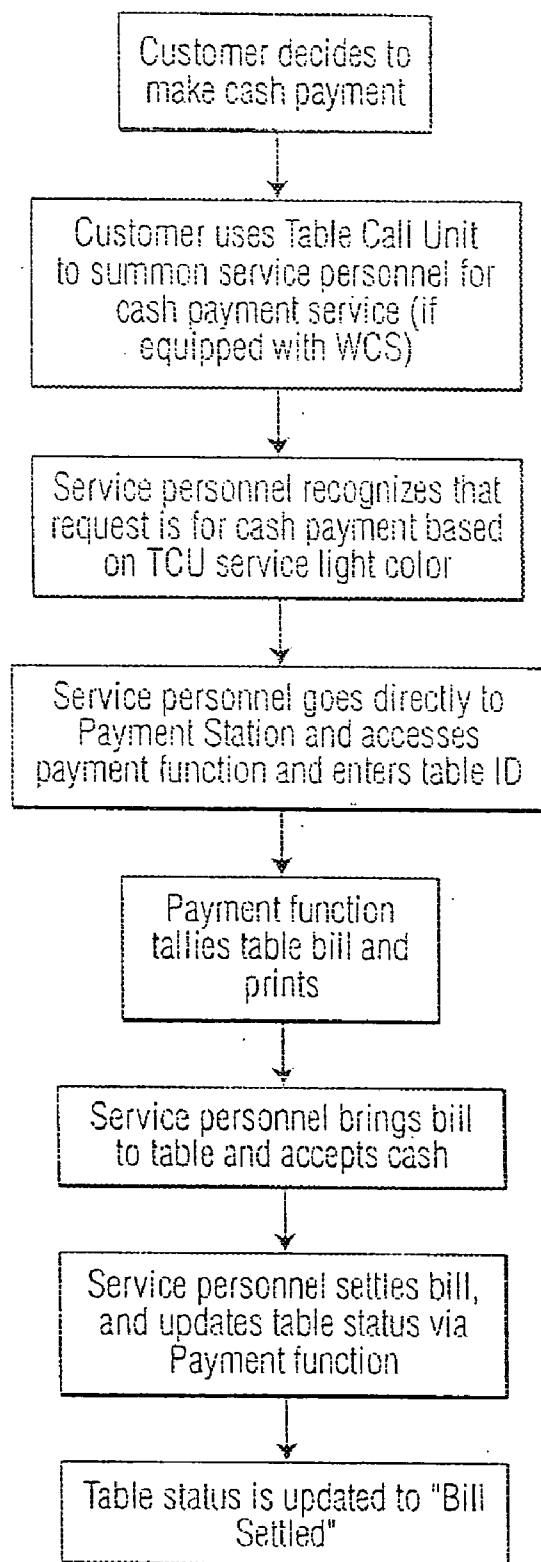 Customer decides to
make cash payment
Customer uses Table Call Unit
to summon service personnel for
cash payment service (if
equipped with WCS)
Service personnel recognizes that
request is for cash payment based
on TCU service light color
Service personnel goes directly to
Payment Station and accesses
payment function and enters table ID
Payment function
tallies table bill and
prints
Service personnel brings bill
to table and accepts cash
Service personnel settles bill,
and updates table status via
Payment function
Table status is updated to "Bill
Settled"